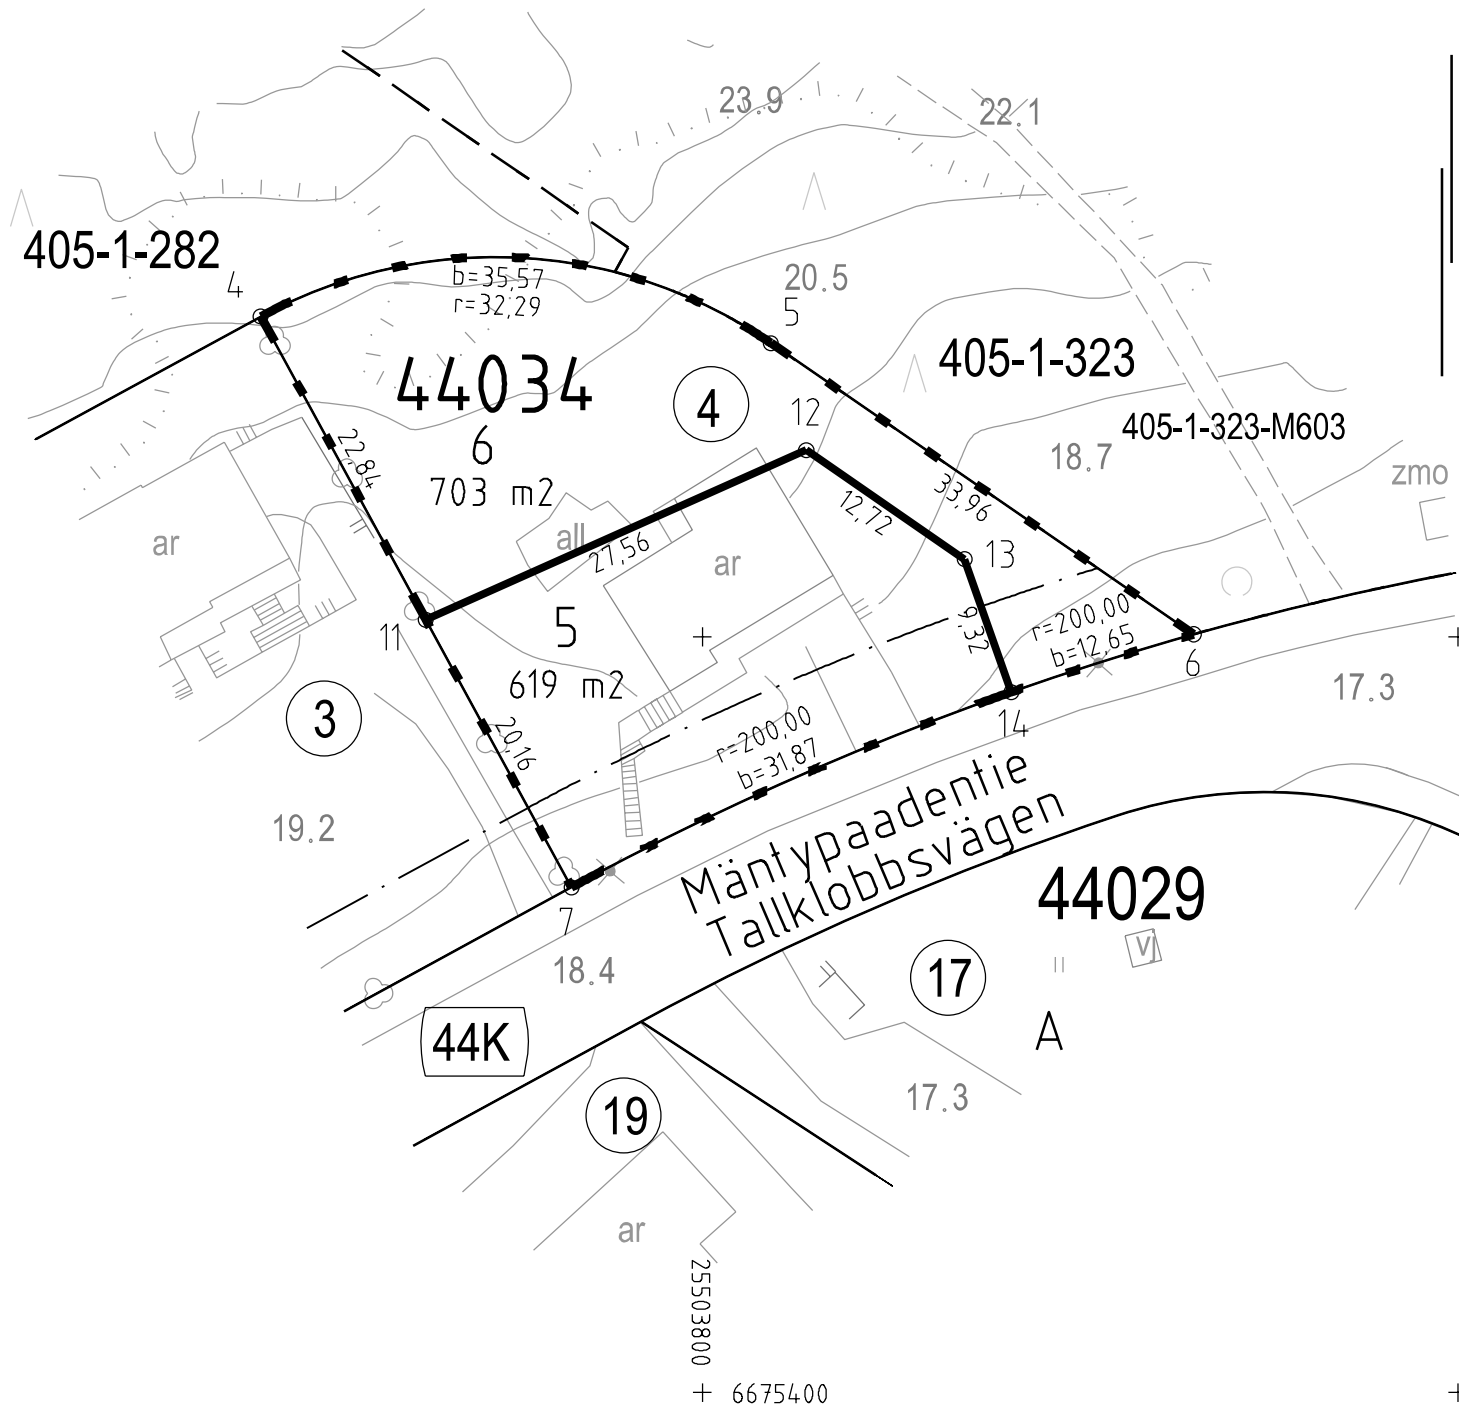 23.9
22.1
405-1-282
4
b=35,57
r=32,29
20.5
5
44034
4
405-1-323
12
405-1-323-M603
6
22,84
18.7
zmo
703 m2
33,96
12,72
ar
all
27,56
ar
13
11
5
9,32
r=200,00
b=12,65
6
619 m2
17.3
3
14
20,16
r=200,00
b=31,87
19.2
Mäntypaadentie
Tallklobbsvägen
44029
7
18.4
vj
17
44K
A
17.3
19
ar
25503800
6675400